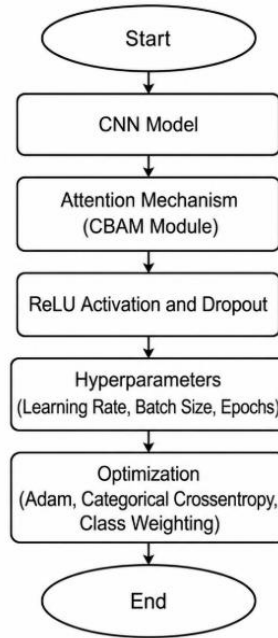 Start
CNN Model
Attention Mechanism
(CBAM Module)
ReLU Activation and Dropout
Hyperparameters
(Learning Rate, Batch Size, Epochs)
Optimization
(Adam, Categorical Crossentropy,
Class Weighting)
End